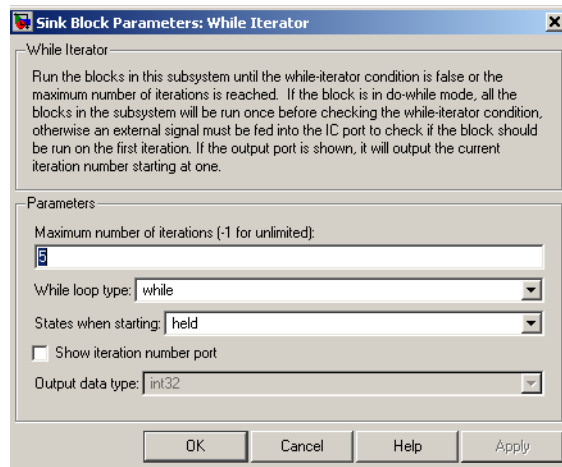 Sink Block Parameters: While Iterator
While Iterator
Run the blocks in this subsystem until the while-iterator condition is false or the
maximum number of iterations is reached.  If the block is in do-while mode, all the
blocks in the subsystem will be run once before checking the while-iterator condition,
otherwise an external signal must be fed into the IC port to check if the block should
be run on the first iteration. If the output port is shown, it will output the current
iteration number starting at one.
Parameters
Maximum number of iterations (-1 for unlimited):
5
While loop type: while
States when starting: held
Show iteration number port
Output data type: int32
OK Cancel Help Apply